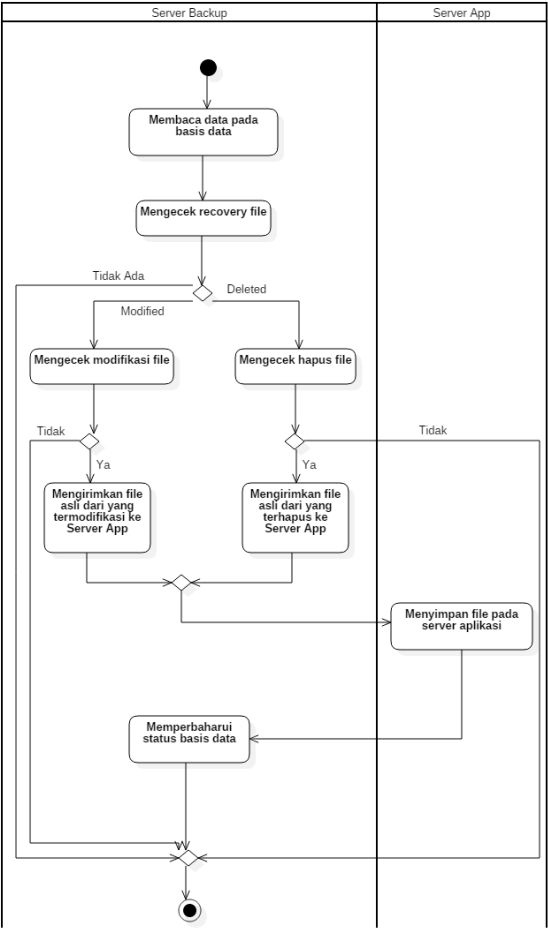 Server Backup
Server App
Membaca data pada
basis data
Mengecek recovery file
Tidak Ada
Deleted
Modified
Mengecek modifikasi file
Mengecek hapus file
Tidak
Tidak
Ya
Ya
Mengirimkan file
asli dari yang
termodifikasi ke
Server App
Mengirimkan file
asli dari yang
terhapus ke
Server App
Menyimpan file pada
server aplikasi
Memperbaharui
status basis data